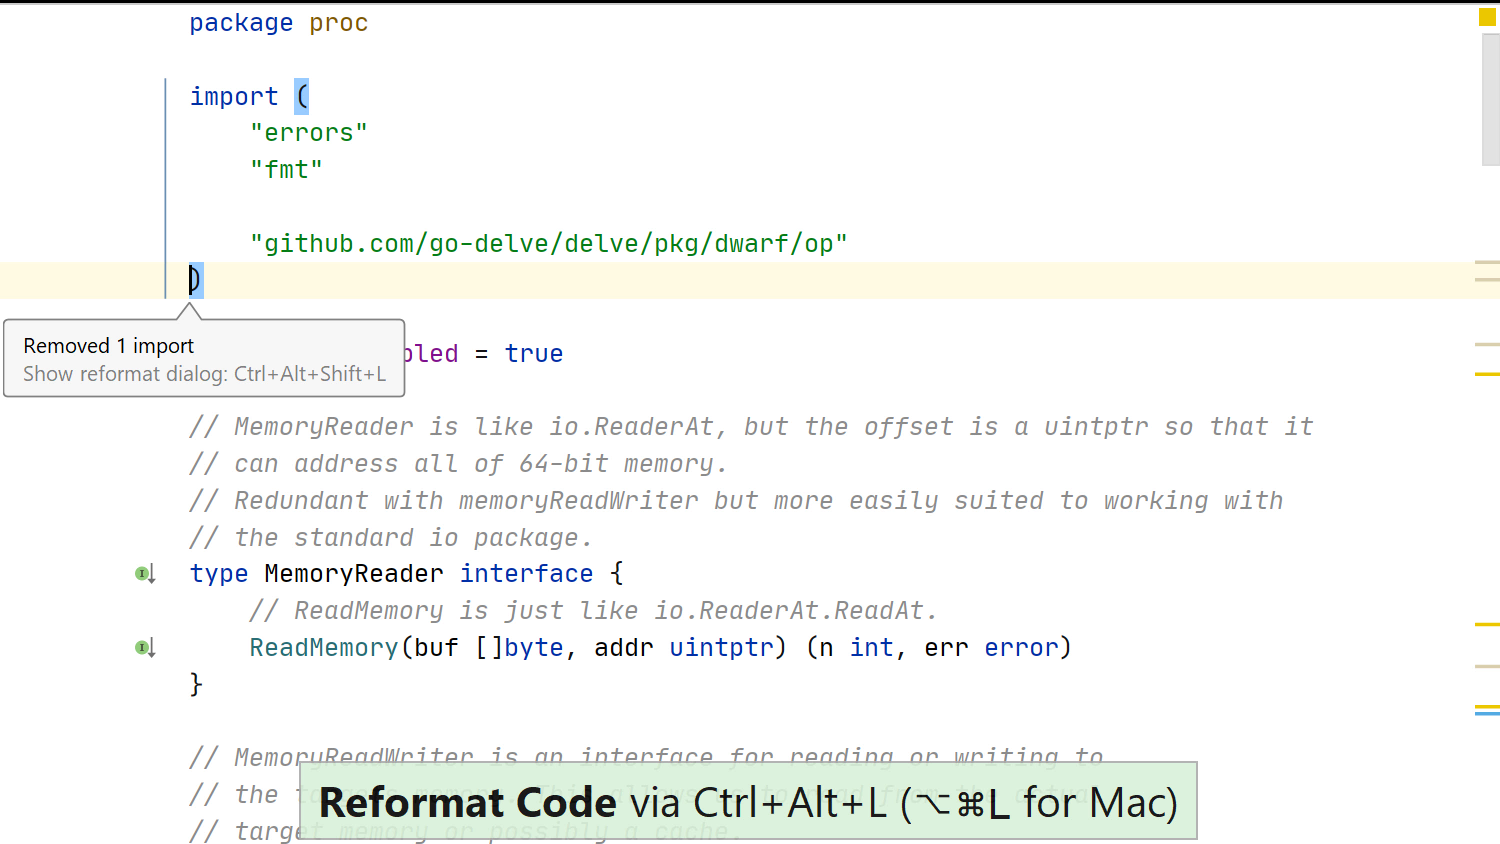 package proc
import (
"errors"
"fmt"
"github.com/go-delve/delve/pkg/dwarf/op"
)
Removed 1 import
Show reformat dialog: Ctrl+Alt+Shift+L
bled = true
// MemoryReader is like io.ReaderAt, but the offset is a uintptr so that it
// can address all of 64-bit memory.
// Redundant with memoryReadWriter but more easily suited to working with
// the standard io package.
type MemoryReader interface {
// ReadMemory is just like io.ReaderAt.ReadAt.
ReadMemory(buf []byte, addr uintptr) (n int, err error)
}
// MemoryReadWriter is an interface for reading or writing to
// the
// target memory or possibly a cache.
Reformat Code via Ctrl+Alt+L (⌥⌘L for Mac)